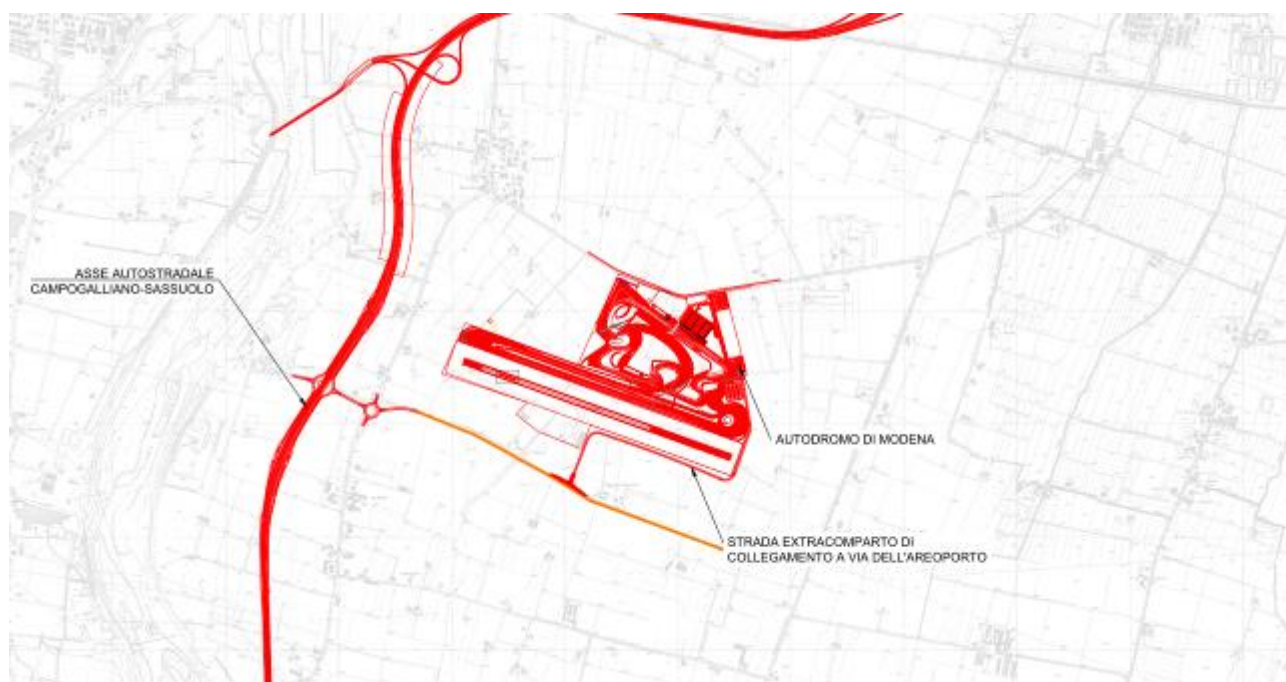 ASSE AUTOSTRADALE
CAMPOGALLIANO-SASSUOLO
AUTODROMO DI MODENA
STRADA EXTRACOMPARTO DI
COLLEGAMENTO A VIA DELL'AREOPORTO